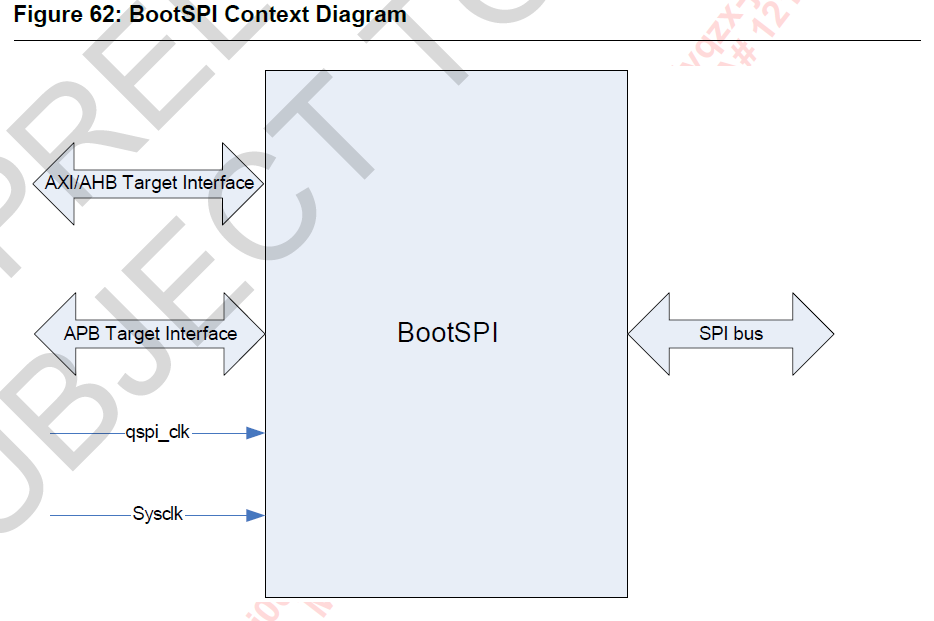 Figure 62: BootSPI Context Diagram
AXI/AHB Target Interface
APB Target Interface
BootSPI
SPI bus
qspi_clk
Sysclk